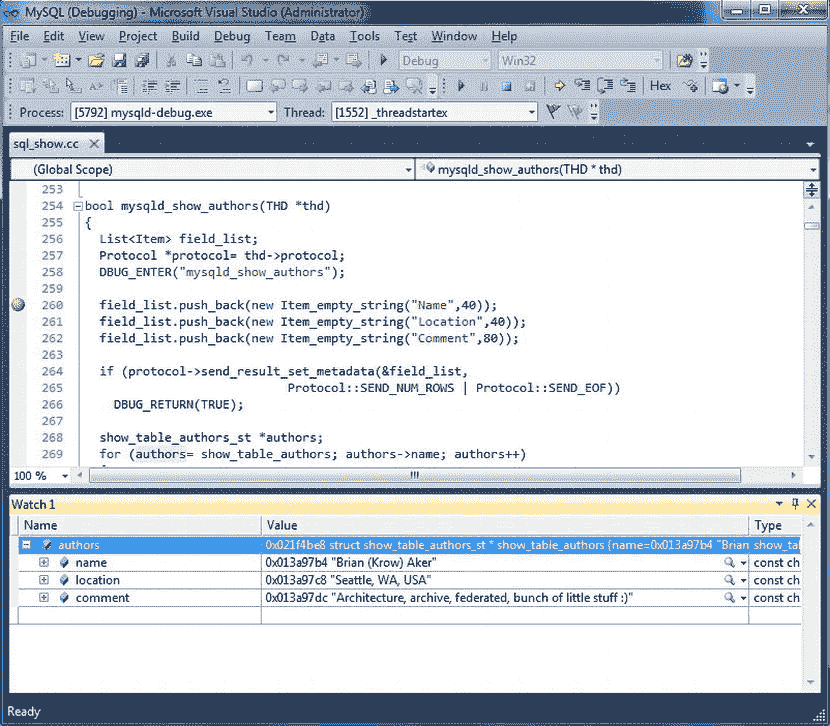 MySQL (Debugging) - Microsoft Visual Studio (Administrator)
File Edit View Project Build Debug Team Data Tools Test Window Help
Debug Win32
Hex
Process: [5792] mysqld-debug.exe Thread: [1552] _threadstartex
sql_show.cc
(Global Scope) mysqld_show_authors(THD * thd)
253
254 bool mysqld_show_authors(THD *thd)
255 {
256 List<Item> field_list;
257 Protocol *protocol= thd->protocol;
258 DBUG_ENTER("mysqld_show_authors");
259
260 field_list.push_back(new Item_empty_string("Name",40));
261 field_list.push_back(new Item_empty_string("Location",40));
262 field_list.push_back(new Item_empty_string("Comment",80));
263
264 if (protocol->send_result_set_metadata(&field_list,
265 Protocol::SEND_NUM_ROWS | Protocol::SEND_EOF))
266 DBUG_RETURN(TRUE);
267
268 show_table_authors_st *authors;
269 for (authors= show_table_authors; authors->name; authors++)
100 %
Watch 1
Name Value Type
authors 0x021f4be8 struct show_table_authors_st * show_table_authors {name=0x013a97b4 "Brian show_tal
name 0x013a97b4 "Brian (Krow) Aker" const ch
location 0x013a97c8 "Seattle, WA, USA" const ch
comment 0x013a97dc "Architecture, archive, federated, bunch of little stuff :)" const ch
Ready